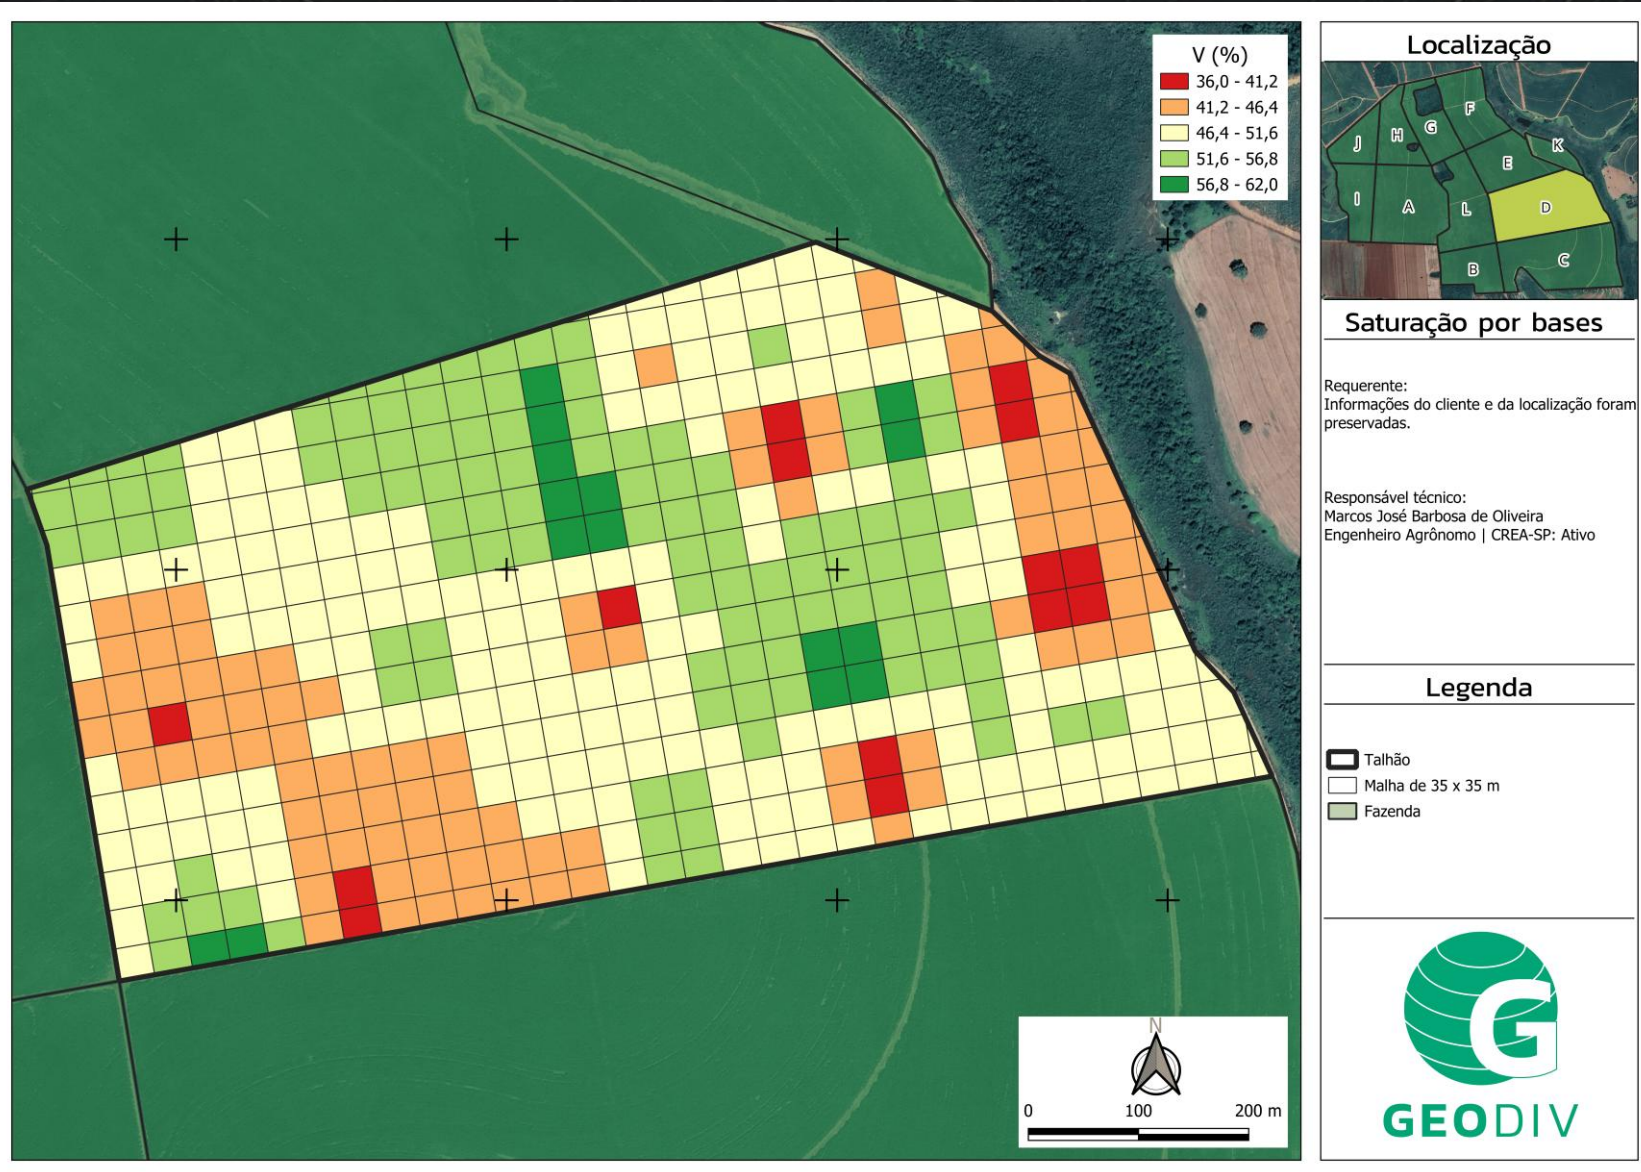 V (%)
36,0 - 41,2
41,2 - 46,4
46,4 - 51,6
51,6 - 56,8
56,8 - 62,0
N
0 100 200 m
Localização
F
G
H
J
K
E
I
A
L
D
B
C
Saturação por bases
Requerente:
Informações do cliente e da localização foram
preservadas.
Responsável técnico:
Marcos José Barbosa de Oliveira
Engenheiro Agrônomo | CREA-SP: Ativo
Legenda
Talhão
Malha de 35 x 35 m
Fazenda
G
GEODIV